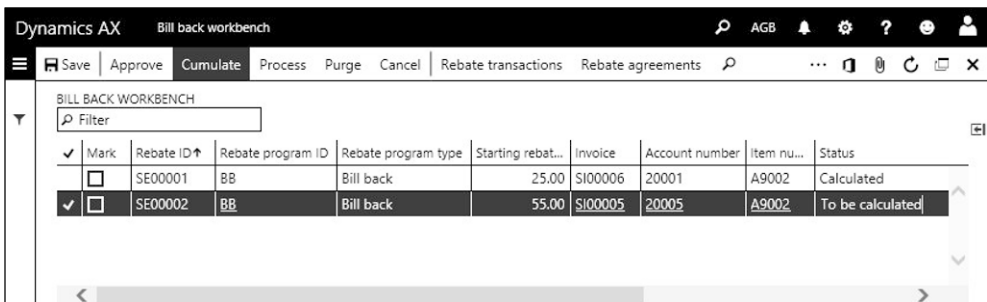 Dynamics AX Bill back workbench AGB ?
Save Approve Cumulate Process Purge Cancel Rebate transactions Rebate agreements ...
BILL BACK WORKBENCH
Filter
Mark Rebate ID↑ Rebate program ID Rebate program type Starting rebat... Invoice Account number Item nu... Status
SE00001 BB Bill back 25.00 SI00006 20001 A9002 Calculated
SE00002 BB Bill back 55.00 SI00005 20005 A9002 To be calculated